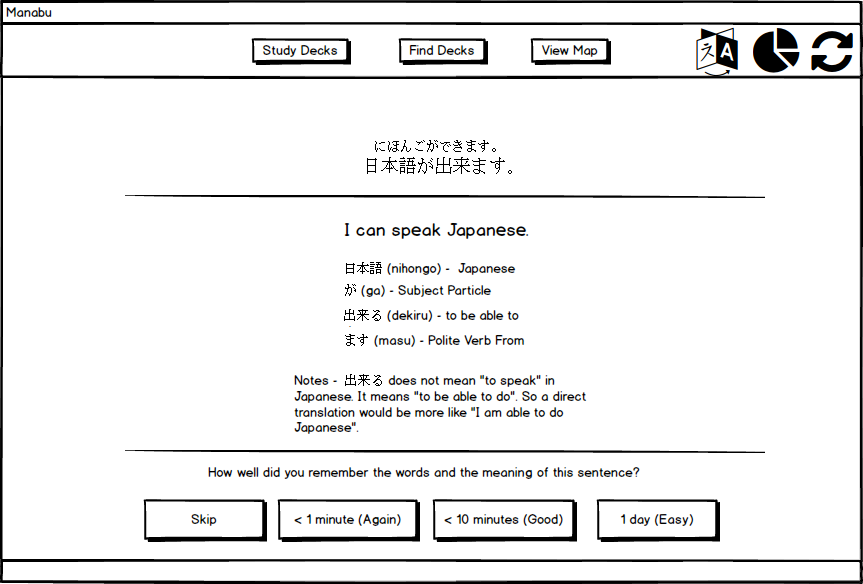 Manabu
Study Decks
Find Decks
View Map
え A
にほんごができます。
日本語が出来ます。
I can speak Japanese.
日本語 (nihongo) - Japanese
が (ga) - Subject Particle
出来る (dekiru) - to be able to
ます (masu) - Polite Verb From
Notes - 出来る does not mean "to speak" in
Japanese. It means "to be able to do". So a direct
translation would be more like "I am able to do
Japanese".
How well did you remember the words and the meaning of this sentence?
Skip
< 1 minute (Again)
< 10 minutes (Good)
1 day (Easy)